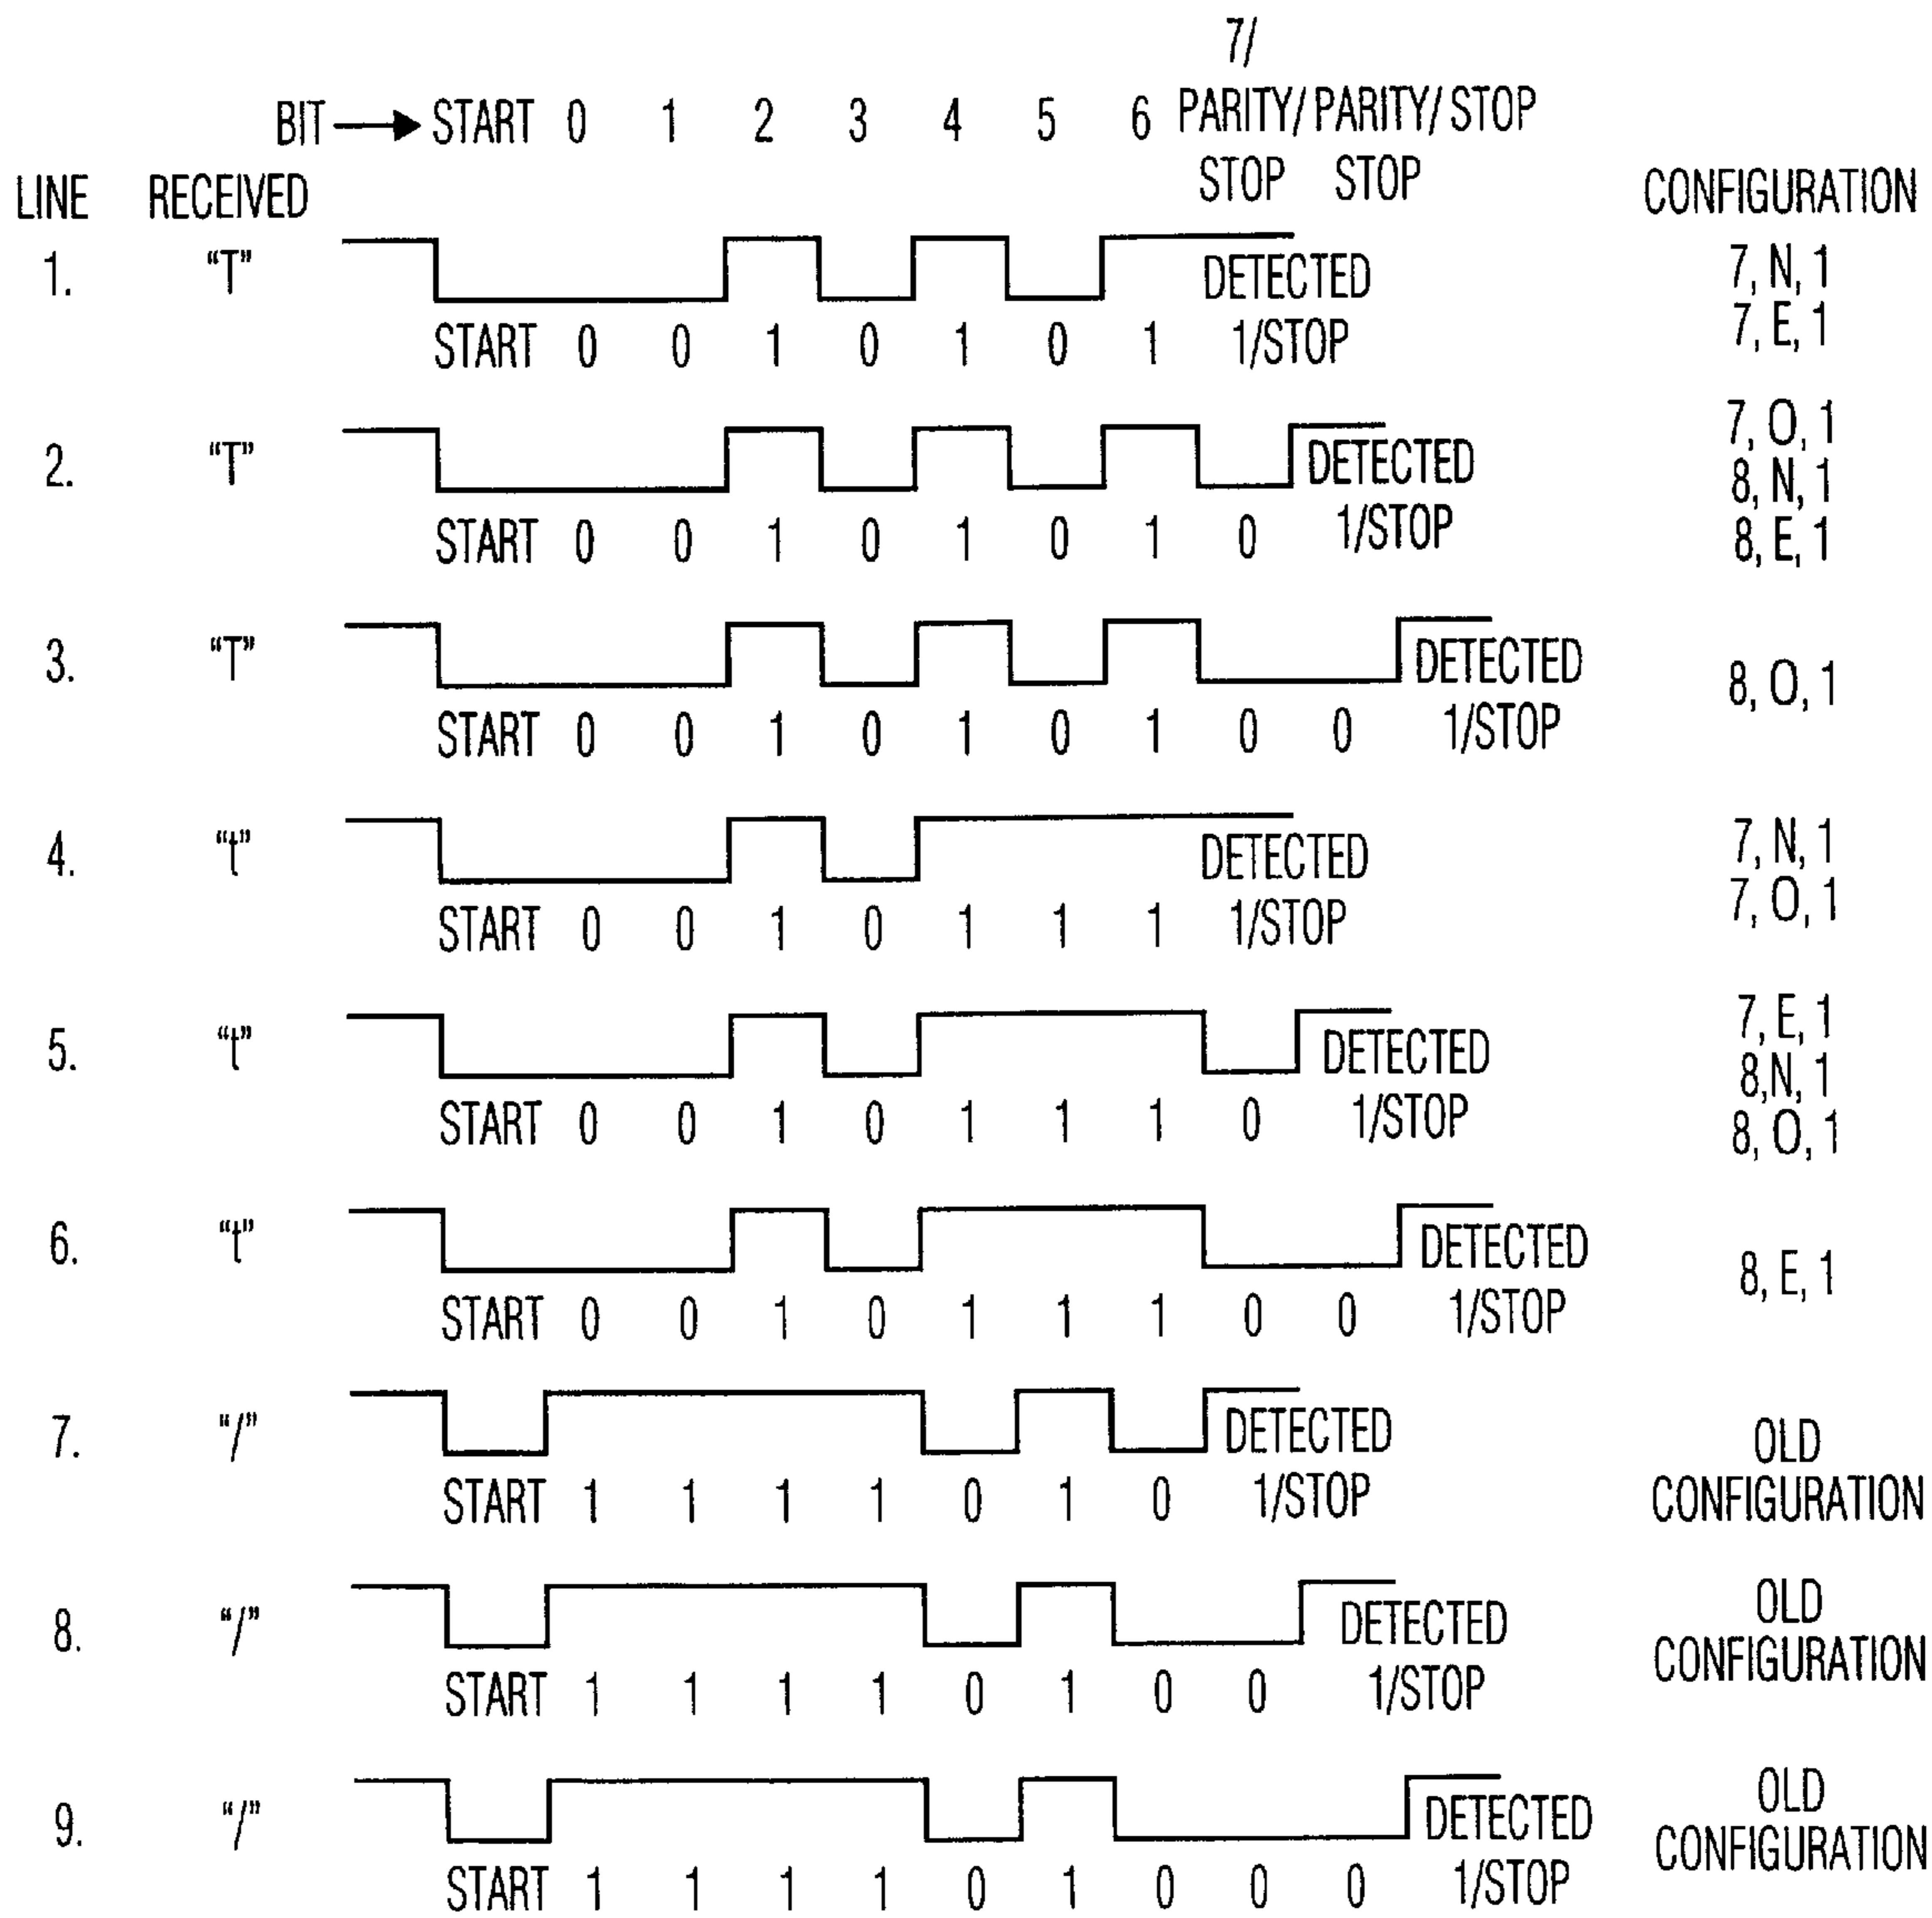 7/
BIT START 0 1 2 3 4 5 6 PARITY/ PARITY/ STOP
STOP STOP
LINE RECEIVED CONFIGURATION
1. "T" DETECTED 7, N, 1
START 0 0 1 0 1 0 1 1/STOP 7, E, 1
7, O, 1
2. "T" DETECTED 8, N, 1
START 0 0 1 0 1 0 1 0 1/STOP 8, E, 1
3. "T" DETECTED 8, O, 1
START 0 0 1 0 1 0 1 0 0 1/STOP
4. "t" DETECTED 7, N, 1
START 0 0 1 0 1 1 1 1/STOP 7, O, 1
7, E, 1
5. "t" DETECTED 8,N, 1
START 0 0 1 0 1 1 1 0 1/STOP 8, O, 1
6. "t" DETECTED 8, E, 1
START 0 0 1 0 1 1 1 0 0 1/STOP
7. "/" DETECTED OLD
START 1 1 1 1 0 1 0 1/STOP CONFIGURATION
8. "/" DETECTED OLD
CONFIGURATION
START 1 1 1 1 0 1 0 0 1/STOP
9. "/" DETECTED OLD
CONFIGURATION
START 1 1 1 1 0 1 0 0 0 1/STOP